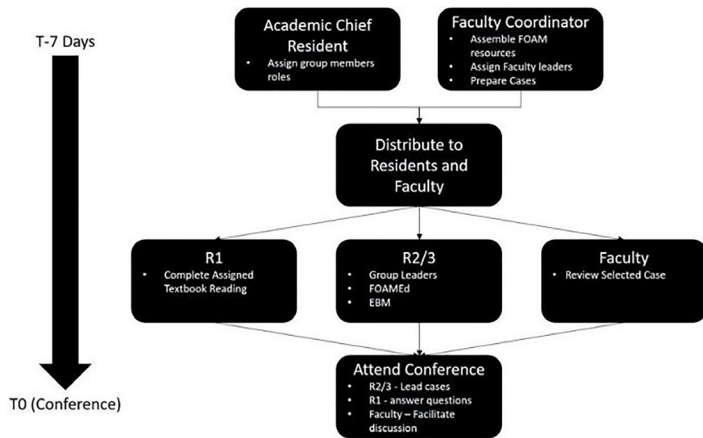 T-7 Days
Academic Chief
Resident
• Assign group members
roles
Faculty Coordinator
• Assemble FOAM
resources
• Assign Faculty leaders
• Prepare Cases
Distribute to
Residents and
Faculty
R1
• Complete Assigned
Textbook Reading
R2/3
• Group Leaders
• FOAMEd
• EBM
Faculty
• Review Selected Case
Attend Conference
• R2/3 - Lead cases
• R1 - answer questions
• Faculty – Facilitate
discussion
T0 (Conference)